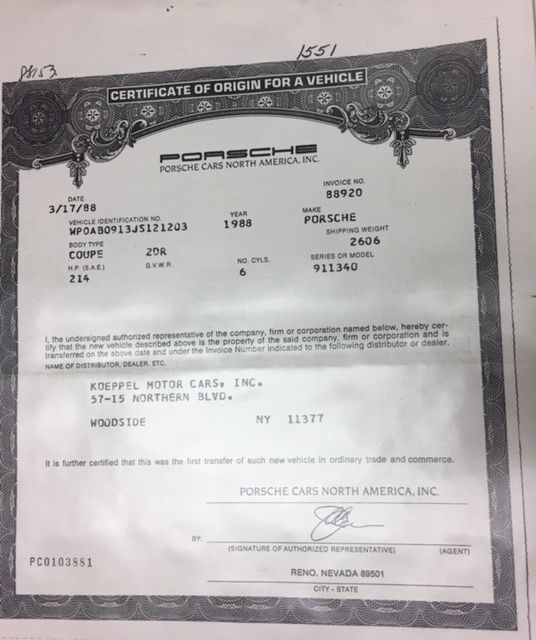 1551
CERTIFICATE OF ORIGIN FOR A VEHICLE
PORSCHE
PORSCHE CARS NORTH AMERICA, INC.
DATE
3/17/88
INVOICE NO.
88920
VEHICLE IDENTIFICATION NO.
WP0AB0913JS121203
YEAR
1988
MAKE
PORSCHE
BODY TYPE
COUPE 2DR
SHIPPING WEIGHT
2606
H.P. (S.A.E.)
214
G.V.W.R.
NO. CYLS.
6
SERIES OR MODEL
911340
I, the undersigned authorized representative of the company, firm or corporation named below, hereby cer-
tify that the new vehicle described above is the property of the said company, firm or corporation and is
transferred on the above date and under the Invoice Number indicated to the following distributor or dealer.
NAME OF DISTRIBUTOR, DEALER, ETC.
KOEPPEL MOTOR CARS, INC.
57-15 NORTHERN BLVD.
WOODSIDE NY 11377
It is further certified that this was the first transfer of such new vehicle in ordinary trade and commerce.
PORSCHE CARS NORTH AMERICA, INC.
BY:
(SIGNATURE OF AUTHORIZED REPRESENTATIVE) (AGENT)
PC0103881
RENO, NEVADA 89501
CITY - STATE